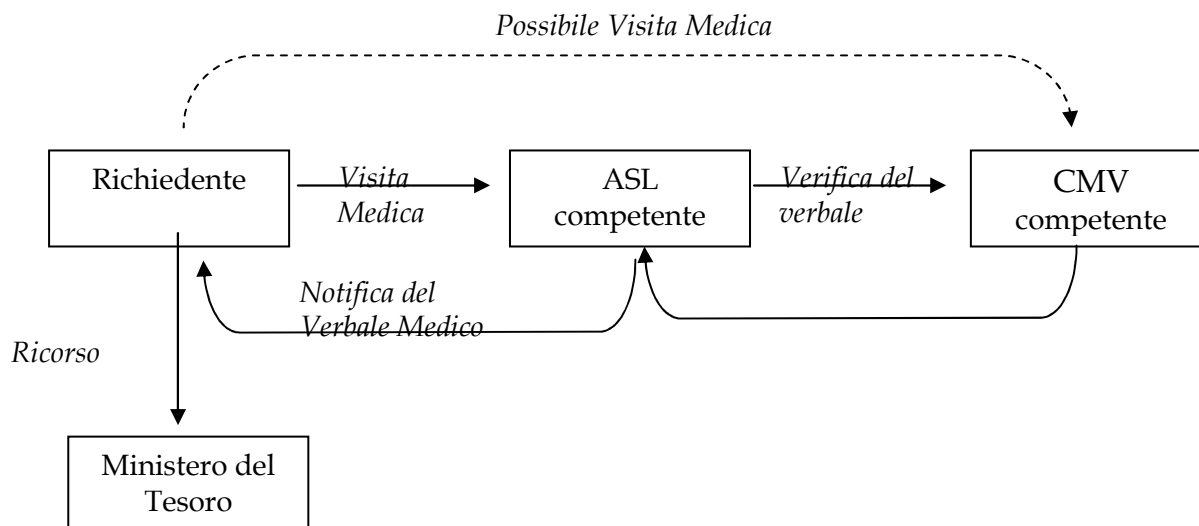 Possibile Visita Medica
Richiedente
Visita
Medica
ASL
competente
Verifica del
verbale
CMV
competente
Notifica del
Verbale Medico
Ricorso
Ministero del
Tesoro